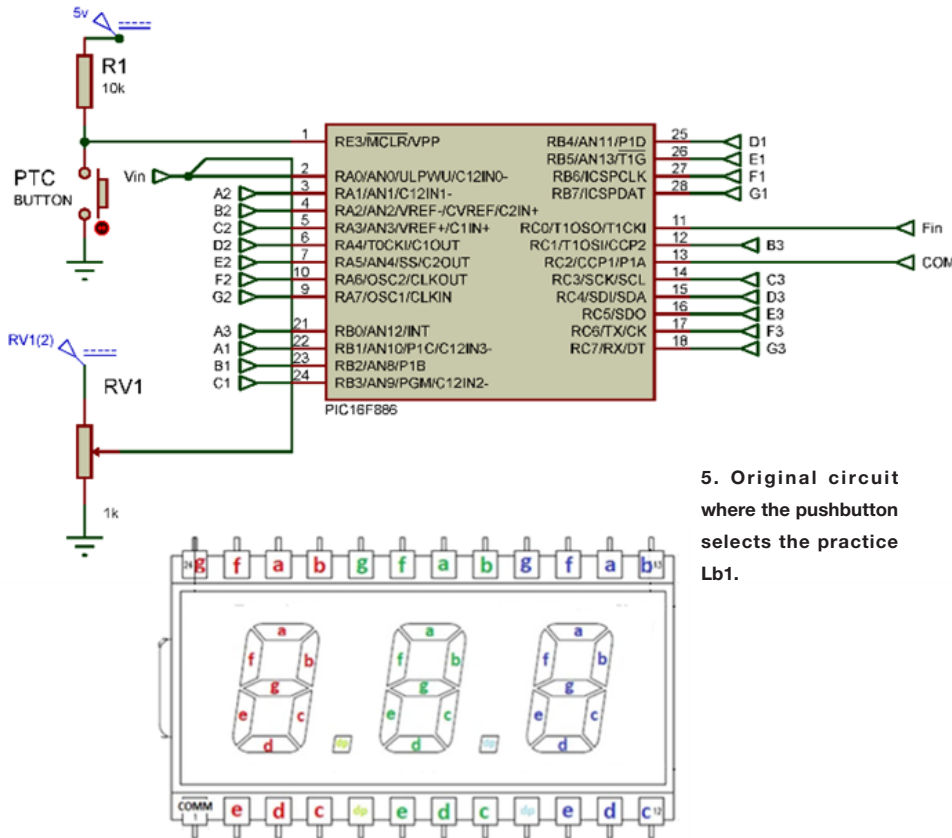 5v
R1
10k
PTC
BUTTON
Vin
1 RE3/MCLR/VPP
2 RA0/AN0/ULPWU/C12IN0-
A2 3 RA1/AN1/C12IN1-
B2 4 RA2/AN2/VREF-/CVREF/C2IN+
C2 5 RA3/AN3/VREF+/C1IN+
D2 6 RA4/T0CKI/C1OUT
E2 7 RA5/AN4/SS/C2OUT
F2 10 RA6/OSC2/CLKOUT
G2 9 RA7/OSC1/CLKIN
A3 21 RB0/AN12/INT
A1 22 RB1/AN10/P1C/C12IN3-
B1 23 RB2/AN8/P1B
C1 24 RB3/AN9/PGM/C12IN2-
RB4/AN11/P1D 25 D1
RB5/AN13/T1G 26 E1
RB6/ICSPCLK 27 F1
RB7/ICSPDAT 28 G1
RC0/T1OSO/T1CKI 11 Fin
RC1/T1OSI/CCP2 12 B3
RC2/CCP1/P1A 13 COM
RC3/SCK/SCL 14 C3
RC4/SDI/SDA 15 D3
RC5/SDO 16 E3
RC6/TX/CK 17 F3
RC7/RX/DT 18 G3
PIC16F886
RV1(2)
RV1
1k
5. Original circuit
where the pushbutton
selects the practice
Lb1.
24 g f a b g f a b g f a b 13
a a a
f b f b f b
g g g
e c e c e c
d dp d dp d
COMM
1 e d c dp e d c dp e d c 12